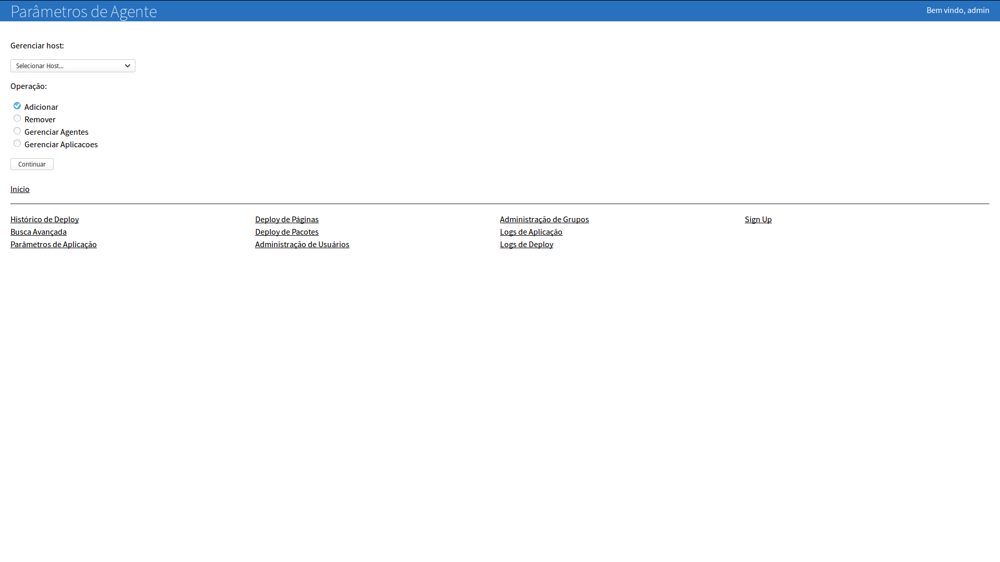 Parâmetros de Agente
Bem vindo, admin
Gerenciar host:
Selecionar Host...
Operação:
Adicionar
Remover
Gerenciar Agentes
Gerenciar Aplicacoes
Continuar
Início
Histórico de Deploy
Busca Avançada
Parâmetros de Aplicação
Deploy de Páginas
Deploy de Pacotes
Administração de Usuários
Administração de Grupos
Logs de Aplicação
Logs de Deploy
Sign Up